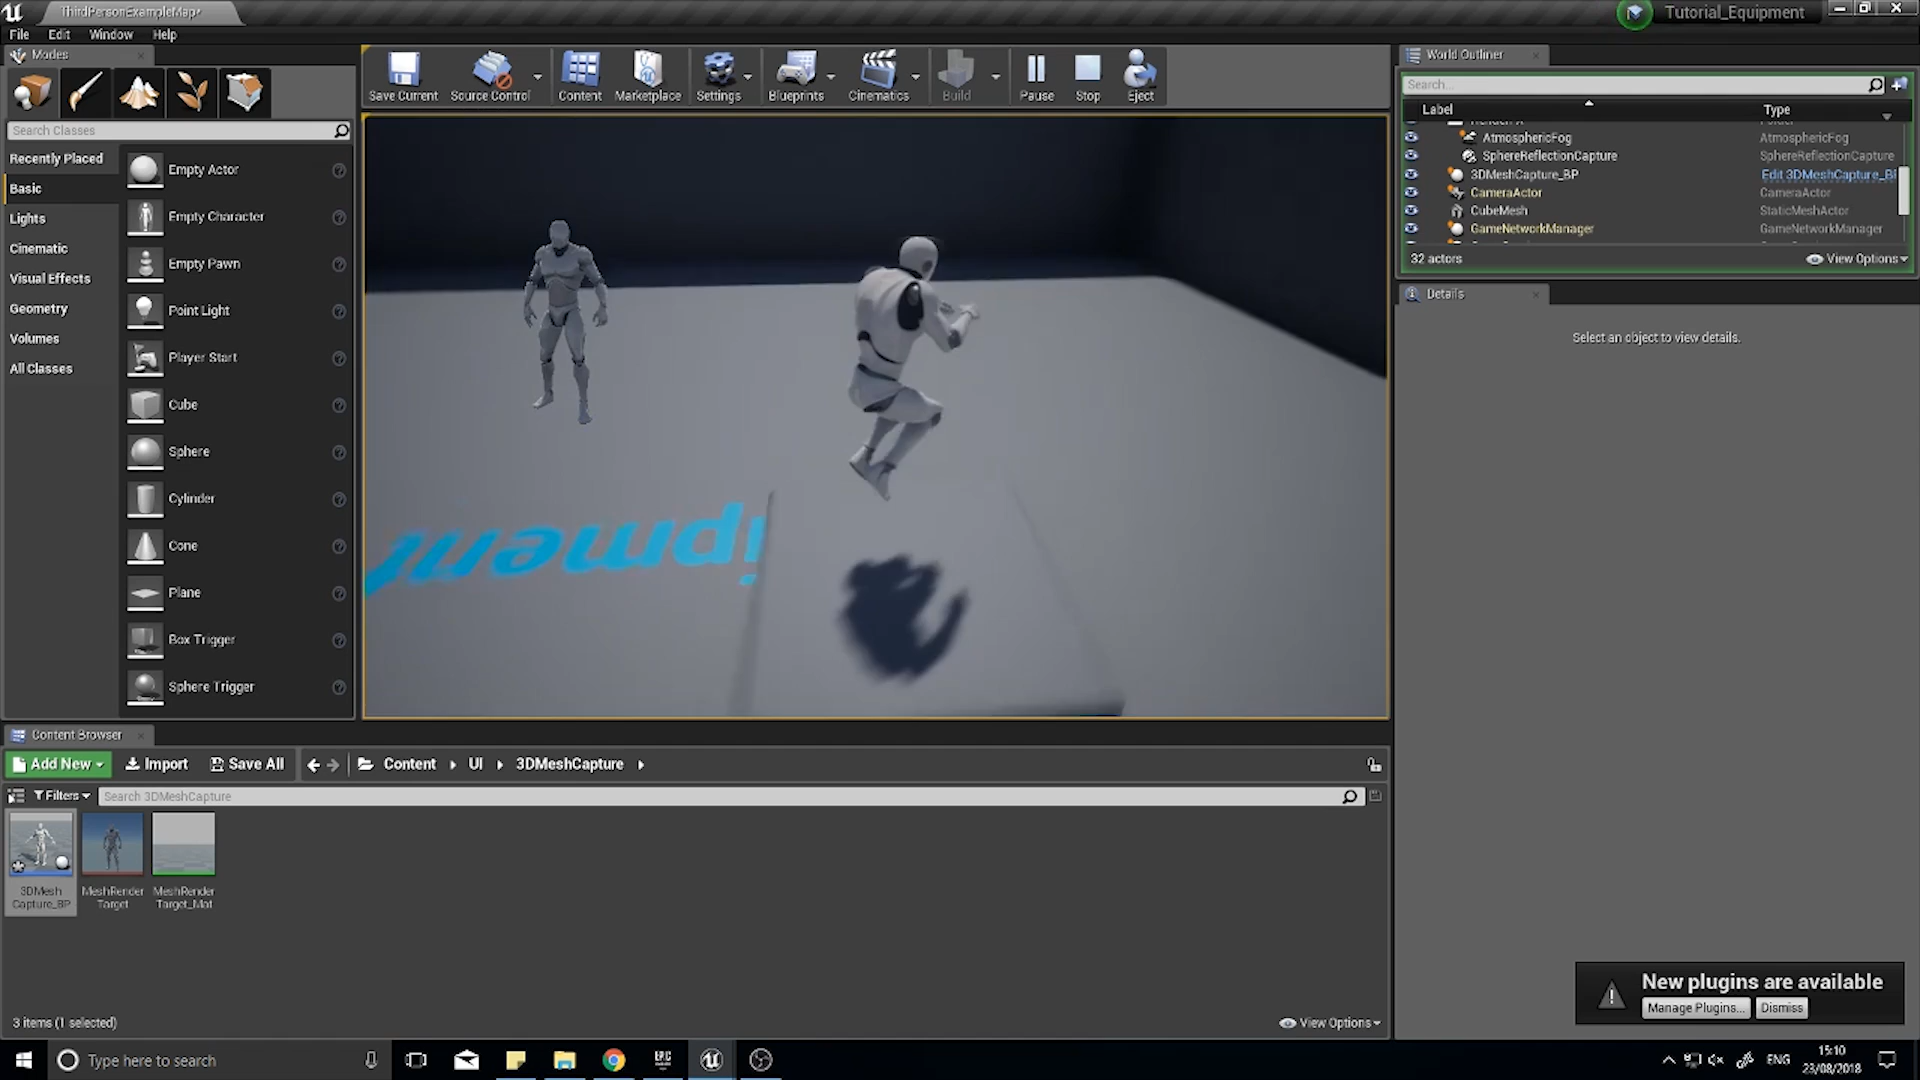 ThirdPersonExampleMap*
Tutorial_Equipment
File Edit Window Help
Modes
Search Classes
Recently Placed
Basic
Lights
Cinematic
Visual Effects
Geometry
Volumes
All Classes
Empty Actor
Empty Character
Empty Pawn
Point Light
Player Start
Cube
Sphere
Cylinder
Cone
Plane
Box Trigger
Sphere Trigger
Save Current
Source Control
Content
Marketplace
Settings
Blueprints
Cinematics
Build
Pause
Stop
Eject
ipment
World Outliner
Search...
Label Type
AtmosphericFog AtmosphericFog
SphereReflectionCapture SphereReflectionCapture
3DMeshCapture_BP Edit 3DMeshCapture_BP
CameraActor CameraActor
CubeMesh StaticMeshActor
GameNetworkManager GameNetworkManager
32 actors
View Options
Details
Select an object to view details.
Content Browser
Add New
Import
Save All
Content
UI
3DMeshCapture
Filters
Search 3DMeshCapture
3DMesh
Capture_BP
MeshRender
Target
MeshRender
Target_Mat
3 items (1 selected)
View Options
New plugins are available
Manage Plugins...
Dismiss
Type here to search
EPIC
ENG
15:10
23/08/2018